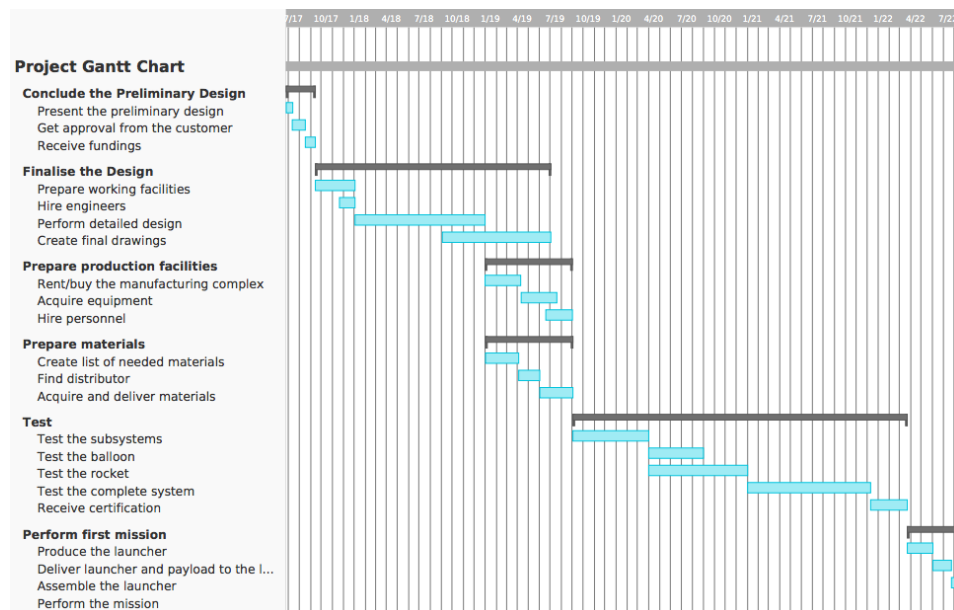 7/17 10/17 1/18 4/18 7/18 10/18 1/19 4/19 7/19 10/19 1/20 4/20 7/20 10/20 1/21 4/21 7/21 10/21 1/22 4/22 7/22
Project Gantt Chart
Conclude the Preliminary Design
Present the preliminary design
Get approval from the customer
Receive fundings
Finalise the Design
Prepare working facilities
Hire engineers
Perform detailed design
Create final drawings
Prepare production facilities
Rent/buy the manufacturing complex
Acquire equipment
Hire personnel
Prepare materials
Create list of needed materials
Find distributor
Acquire and deliver materials
Test
Test the subsystems
Test the balloon
Test the rocket
Test the complete system
Receive certification
Perform first mission
Produce the launcher
Deliver launcher and payload to the l...
Assemble the launcher
Perform the mission